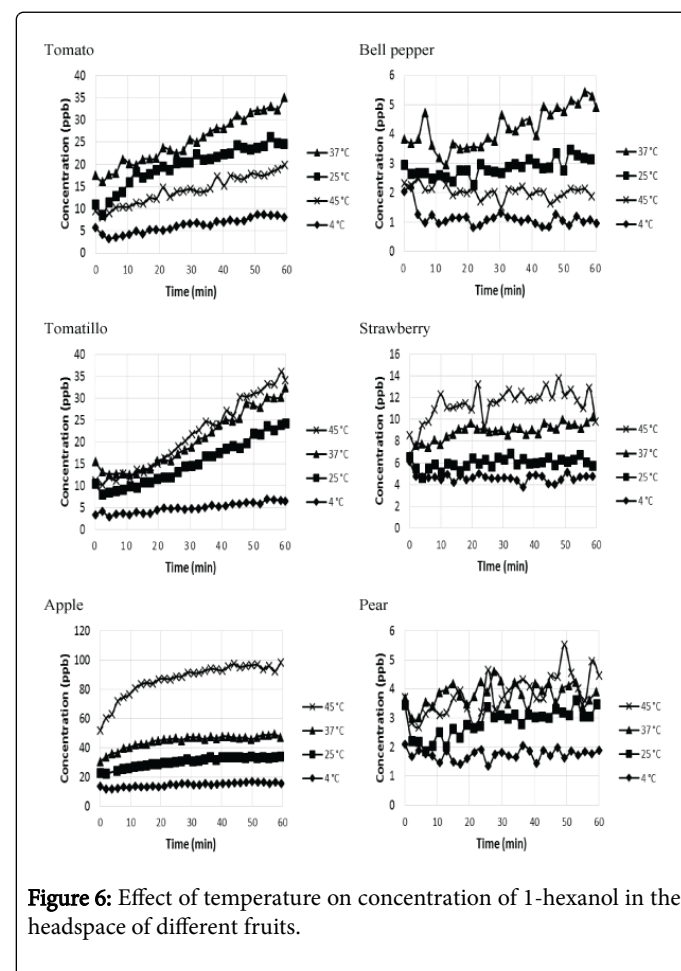 Tomato
40
35
30
25
20
15
10
5
0
0 10 20 30 40 50 60
Concentration (ppb)
Time (min)
37°C
25°C
45°C
4°C
Bell pepper
6
5
4
3
2
1
0
0 10 20 30 40 50 60
Concentration (ppb)
Time (min)
37°C
25°C
45°C
4°C
Tomatillo
40
35
30
25
20
15
10
5
0
0 10 20 30 40 50 60
Concentration (ppb)
Time (min)
45°C
37°C
25°C
4°C
Strawberry
16
14
12
10
8
6
4
2
0
0 10 20 30 40 50 60
Concentration (ppb)
TIme (min)
45°C
37°C
25°C
4°C
Apple
120
100
80
60
40
20
0
0 10 20 30 40 50 60
Concentration (ppb)
Time (min)
45°C
37°C
25°C
4°C
Pear
6
5
4
3
2
1
0
0 10 20 30 40 50 60
Concentration (ppb)
Time (min)
45°C
37°C
25°C
4°C
Figure 6: Effect of temperature on concentration of 1-hexanol in the
headspace of different fruits.